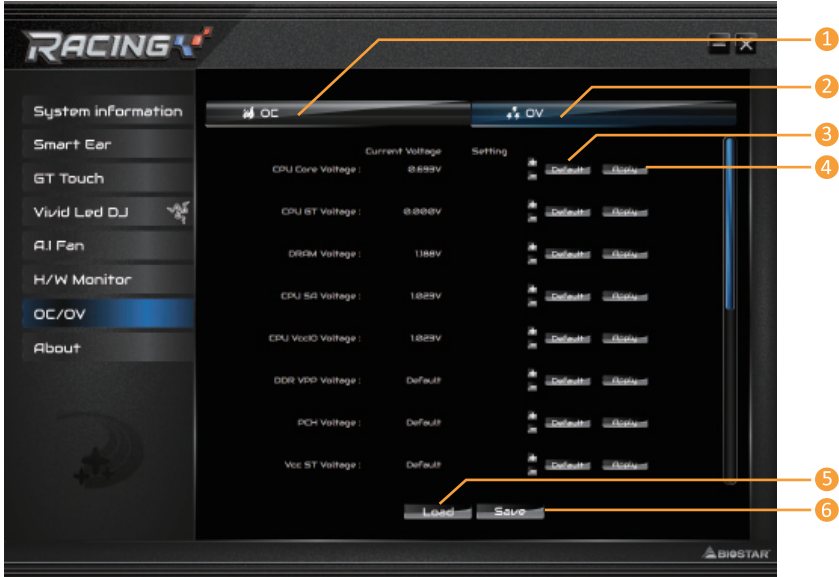 RACING
1
2
3
4
5
6
System information
Smart Ear
GT Touch
Vivid Led DJ
A.I Fan
H/W Monitor
OC/OV
About
OC
OV
Current Voltage Setting
CPU Core Voltage : 0.693V Default Apply
CPU GT Voltage : 0.000V Default Apply
DRAM Voltage : 1.188V Default Apply
CPU SA Voltage : 1.023V Default Apply
CPU VccIO Voltage : 1.023V Default Apply
DDR VPP Voltage : Default Default Apply
PCH Voltage : Default Default Apply
Vcc ST Voltage : Default Default Apply
Load Save
BIOSTAR